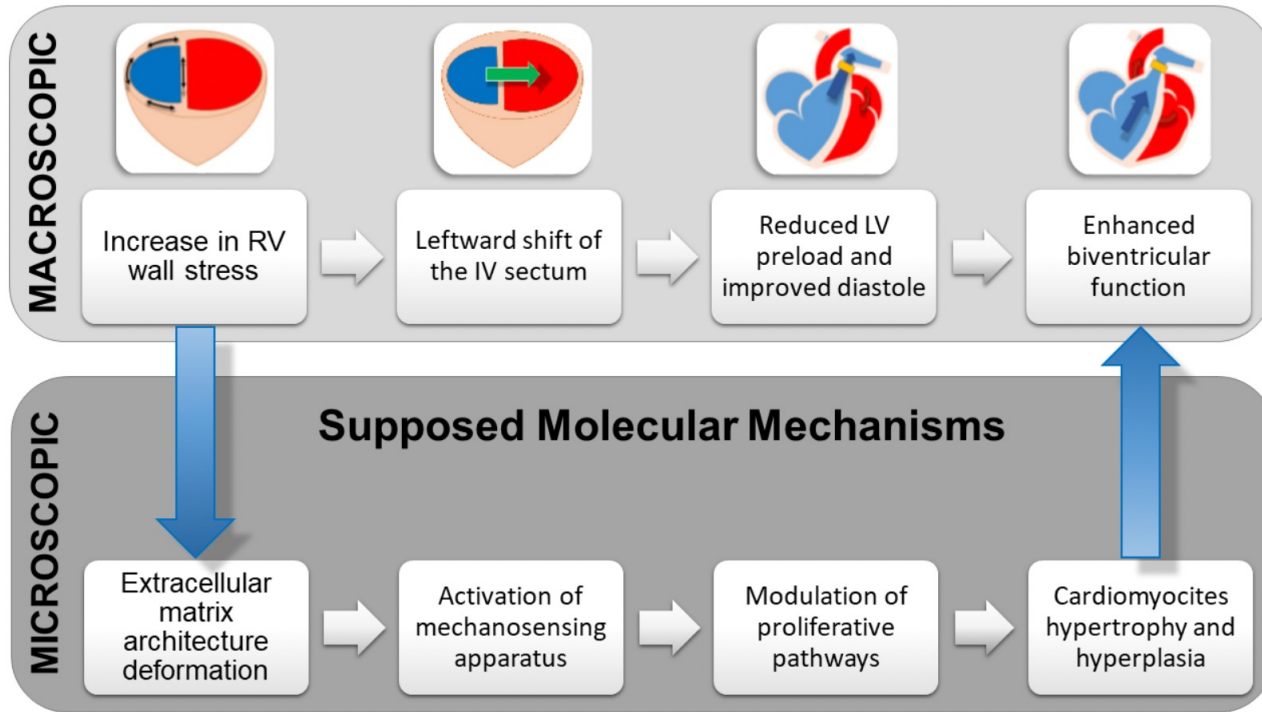 MACROSCOPIC
Increase in RV
wall stress
Leftward shift of
the IV sectum
Reduced LV
preload and
improved diastole
Enhanced
biventricular
function
MICROSCOPIC
Supposed Molecular Mechanisms
Extracellular
matrix
architecture
deformation
Activation of
mechanosensing
apparatus
Modulation of
proliferative
pathways
Cardiomyocites
hypertrophy and
hyperplasia